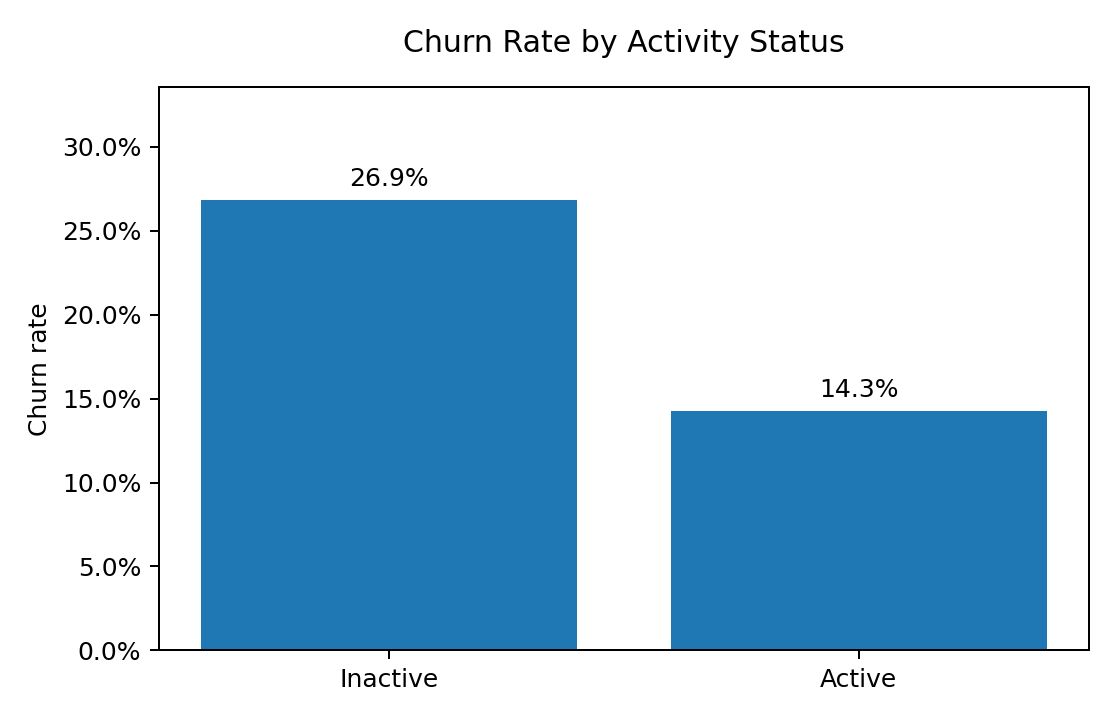 Churn Rate by Activity Status
Churn rate
30.0%
25.0%
20.0%
15.0%
10.0%
5.0%
0.0%
26.9%
14.3%
Inactive
Active